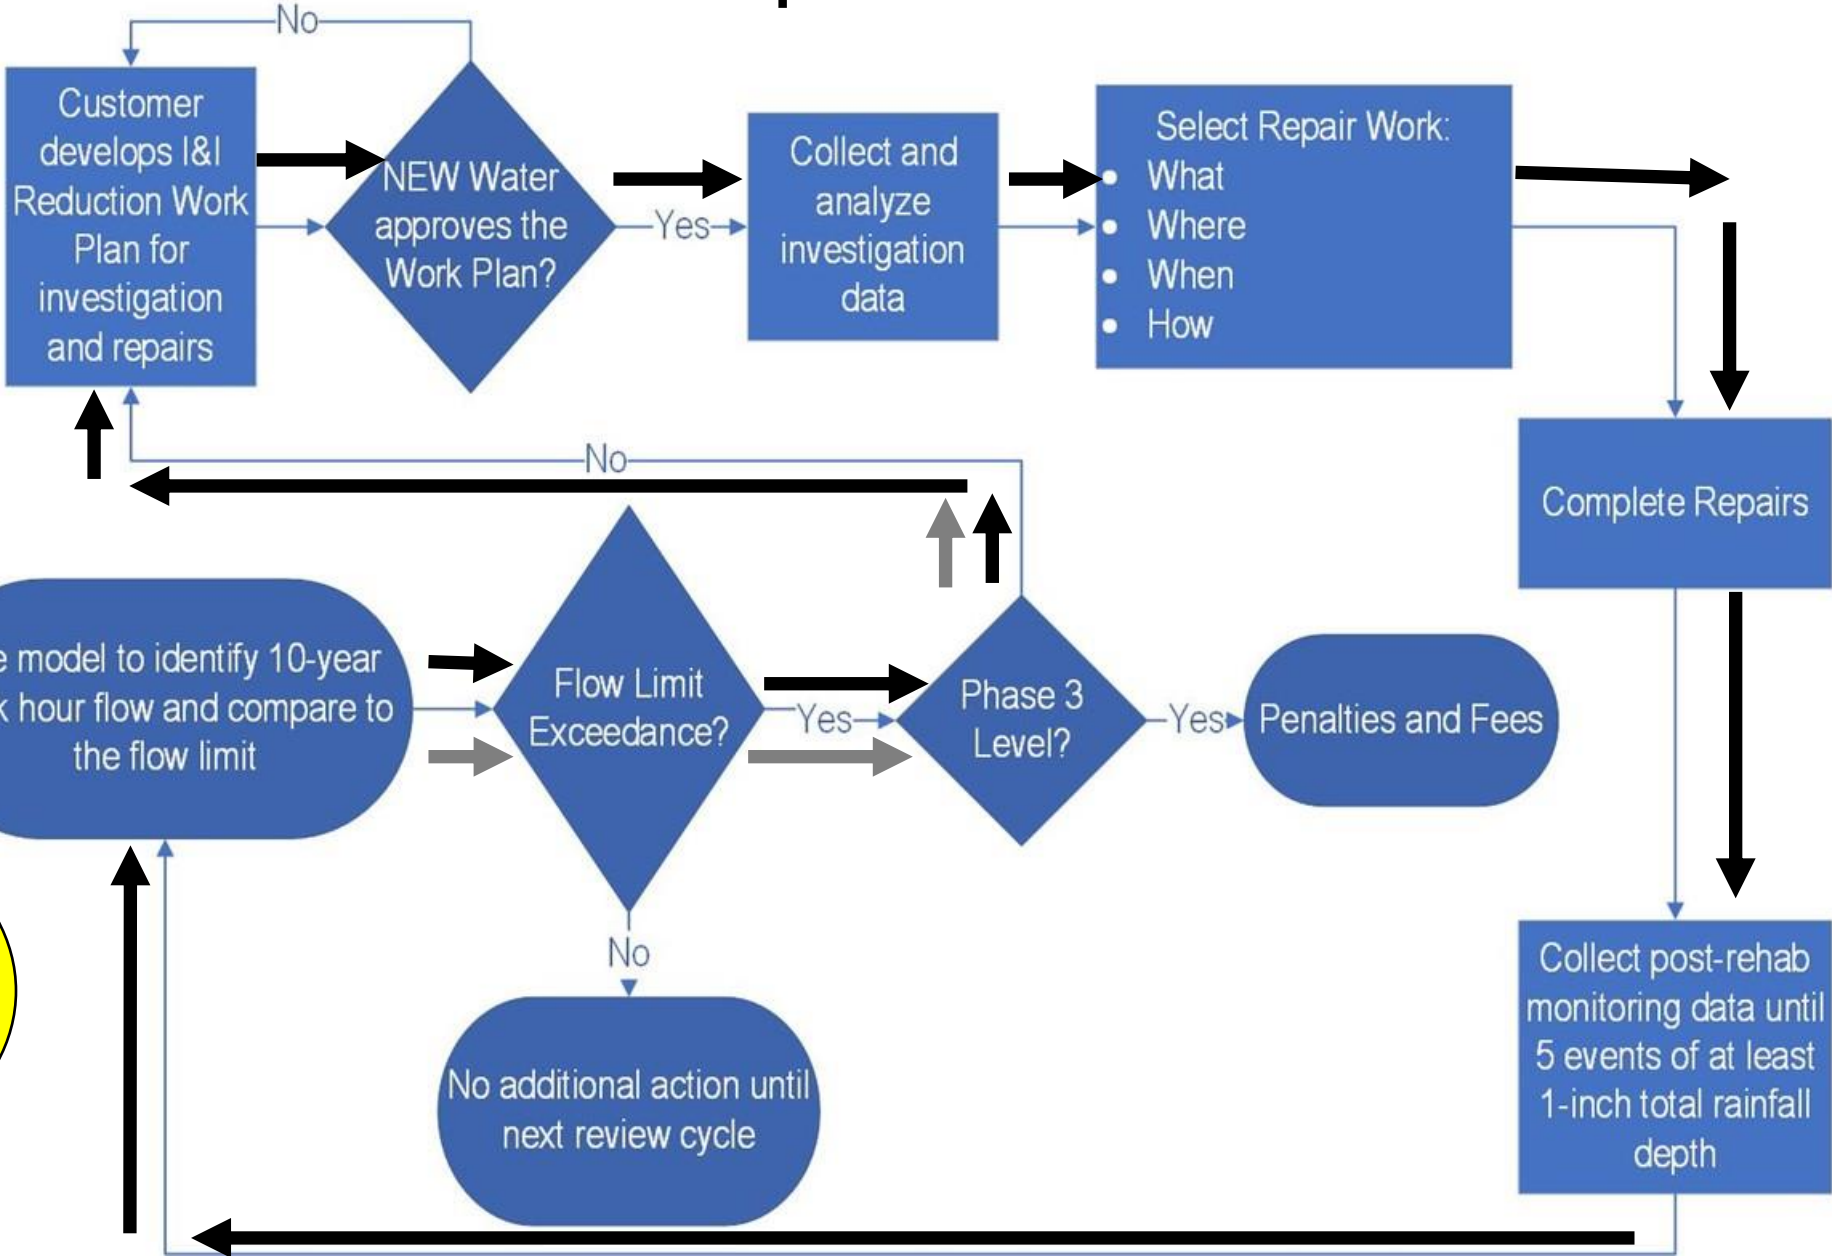 No
Customer
develops I&I
Reduction Work
Plan for
investigation
and repairs
NEW Water
approves the
Work Plan?
Yes
Collect and
analyze
investigation
data
Select Repair Work:
• What
• Where
• When
• How
No
Complete Repairs
model to identify 10-year
hour flow and compare to
the flow limit
Flow Limit
Exceedance?
Yes
Phase 3
Level?
Yes
Penalties and Fees
No
No additional action until
next review cycle
Collect post-rehab
monitoring data until
5 events of at least
1-inch total rainfall
depth